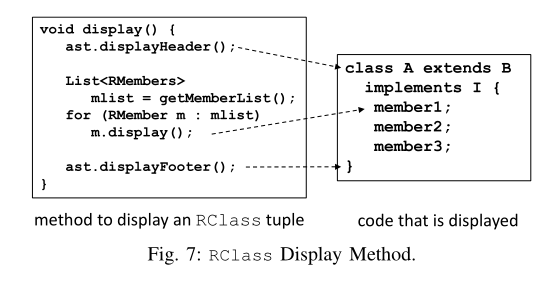 void display() {
ast.displayHeader();
List<RMembers>
mlist = getMemberList();
for (RMember m : mlist)
m.display();
ast.displayFooter();
}
class A extends B
implements I {
member1;
member2;
member3;
}
method to display an RClass tuple
code that is displayed
Fig. 7: RClass Display Method.